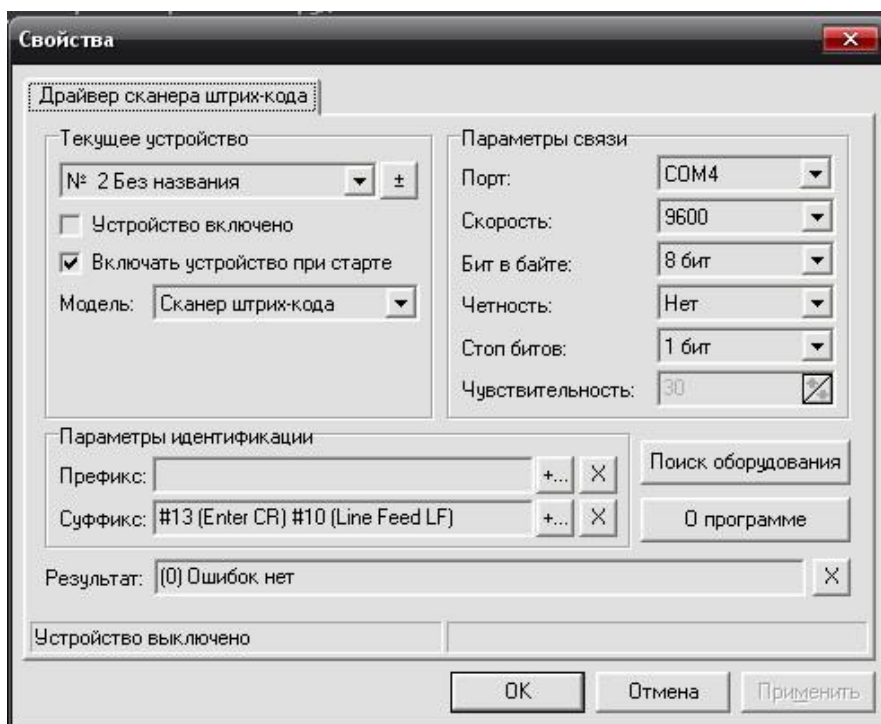 Свойства
Драйвер сканера штрих-кода
Текущее устройство
№ 2 Без названия
±
Устройство включено
Включать устройство при старте
Модель: Сканер штрих-кода
Параметры связи
Порт: COM4
Скорость: 9600
Бит в байте: 8 бит
Четность: Нет
Стоп битов: 1 бит
Чувствительность: 30
Параметры идентификации
Префикс: +... X
Суффикс: #13 (Enter CR) #10 (Line Feed LF) +... X
Поиск оборудования
О программе
Результат: (0) Ошибок нет X
Устройство выключено
OK Отмена Применить